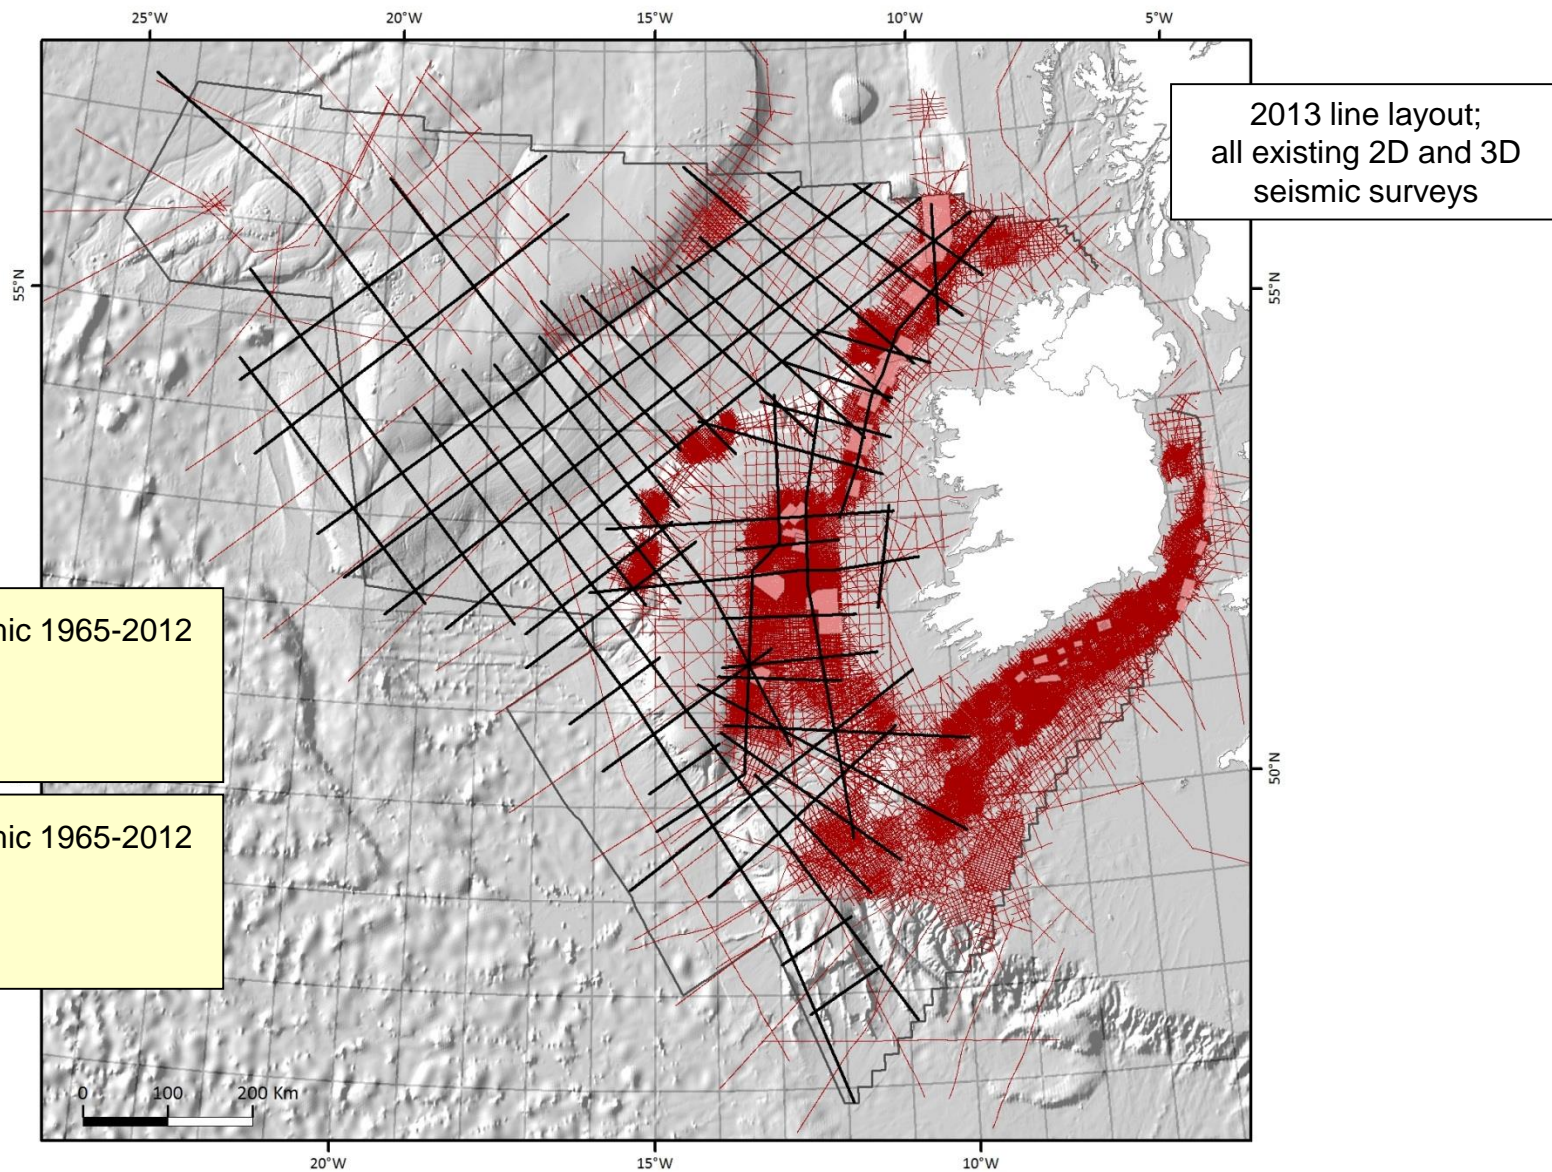 25°W 20°W 15°W 10°W 5°W
2013 line layout;
all existing 2D and 3D
seismic surveys
55°N 55°N
nic 1965-2012
50°N
nic 1965-2012
0 100 200 Km
20°W 15°W 10°W